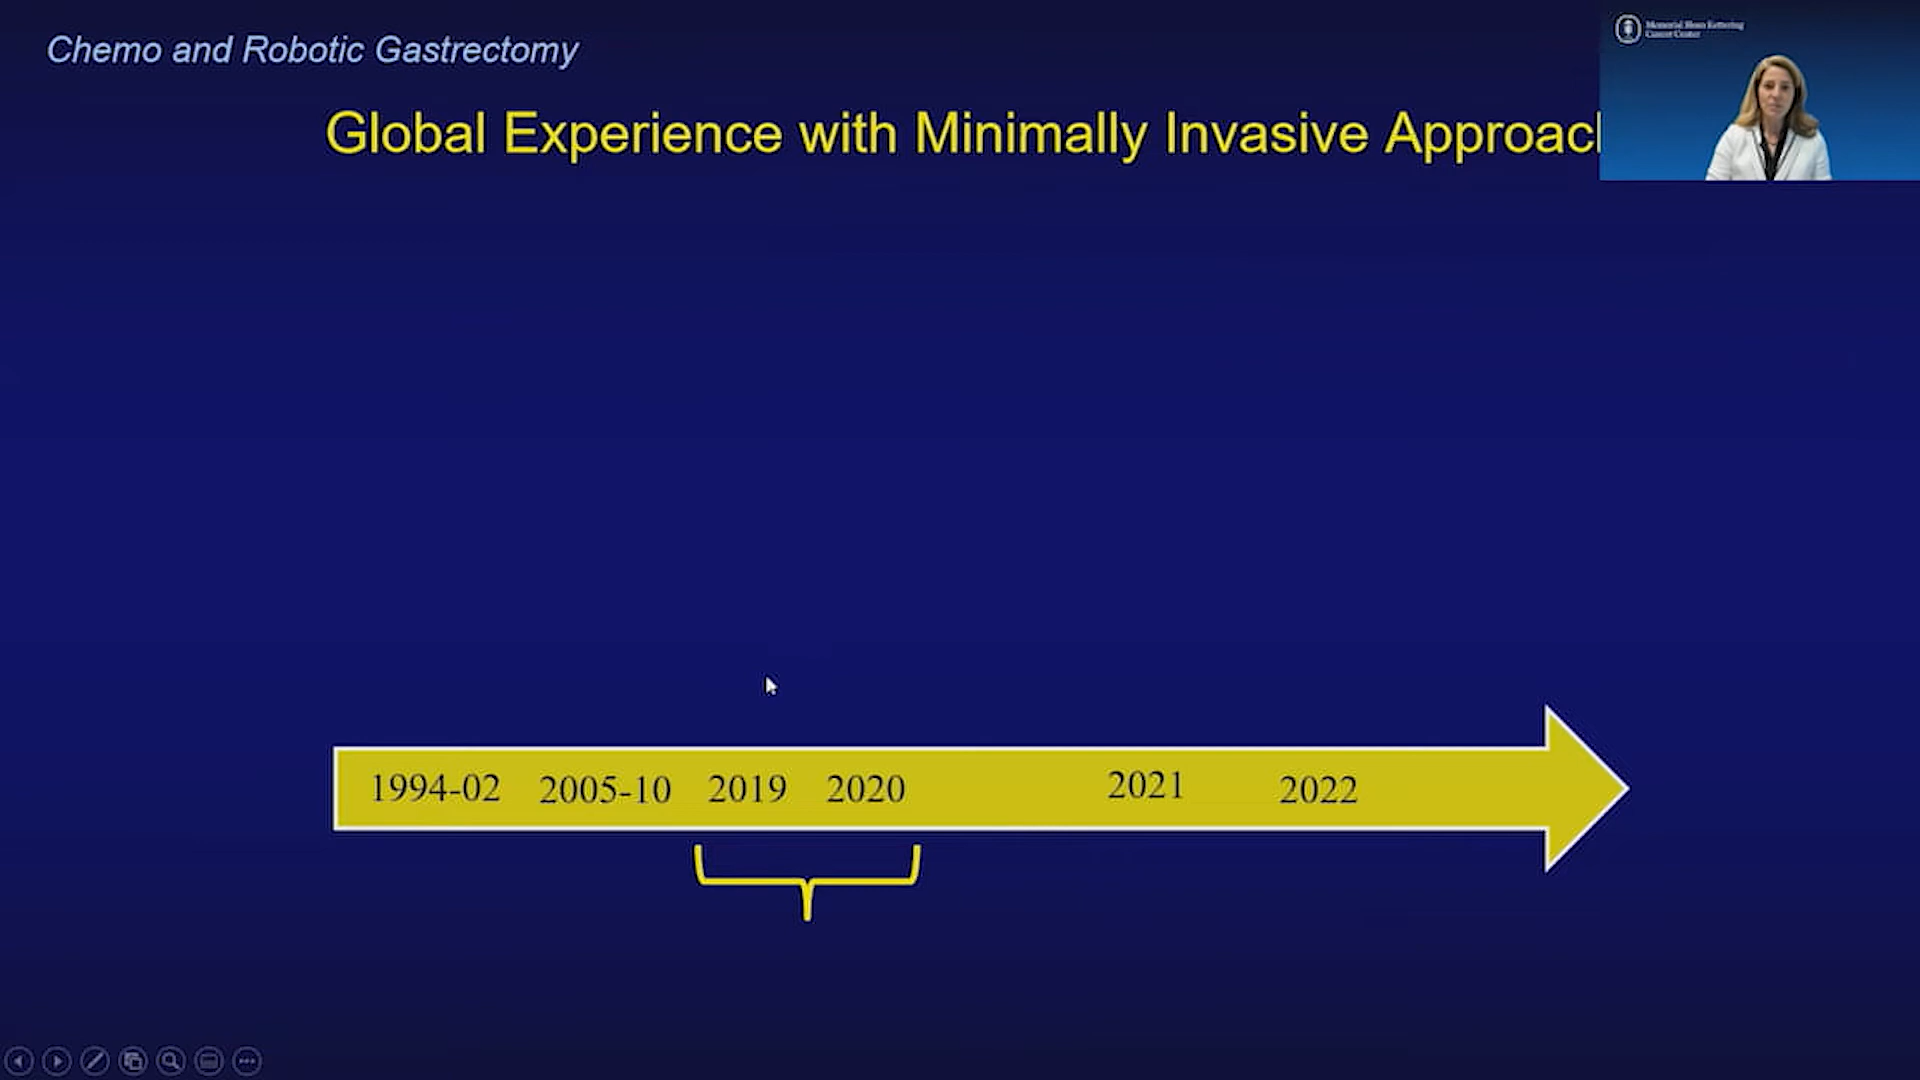 Chemo and Robotic Gastrectomy
Memorial Sloan Kettering
Cancer Center
Global Experience with Minimally Invasive Approach
1994-02 2005-10 2019 2020 2021 2022